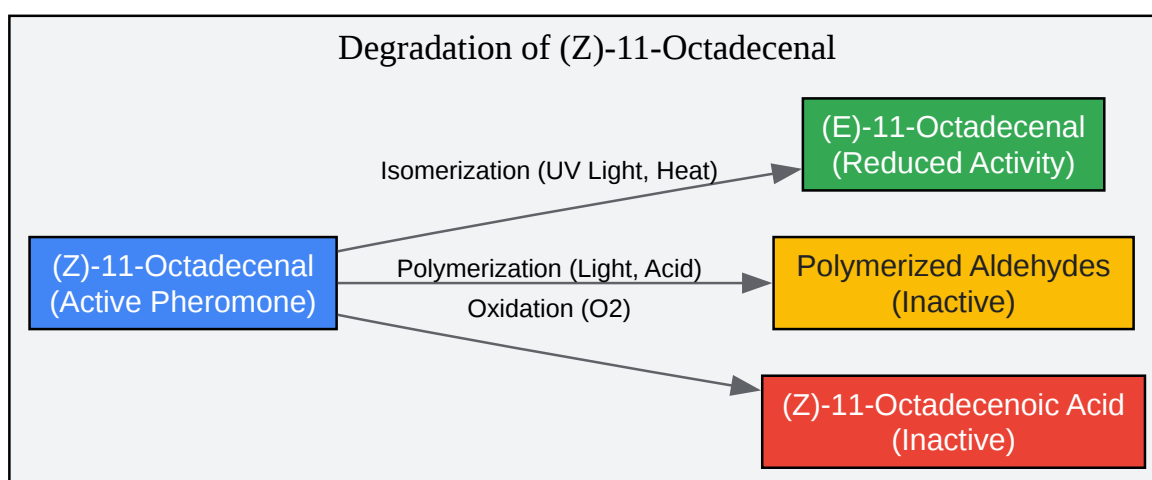 Degradation of (Z)-11-Octadecenal
(E)-11-Octadecenal
(Reduced Activity)
Isomerization (UV Light, Heat)
(Z)-11-Octadecenal
(Active Pheromone)
Polymerization (Light, Acid)
Polymerized Aldehydes
(Inactive)
Oxidation (O2)
(Z)-11-Octadecenoic Acid
(Inactive)